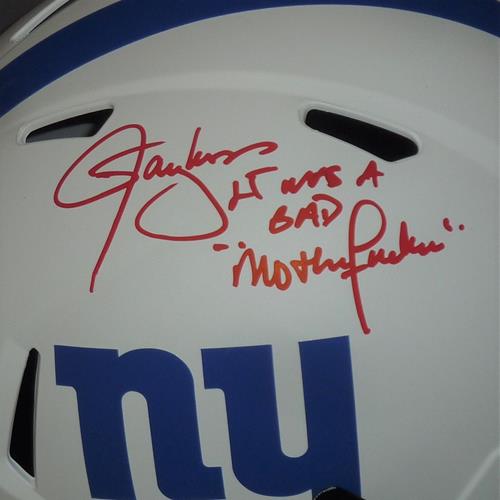 LT WAS A
BAD
"Motherfucker".
ny